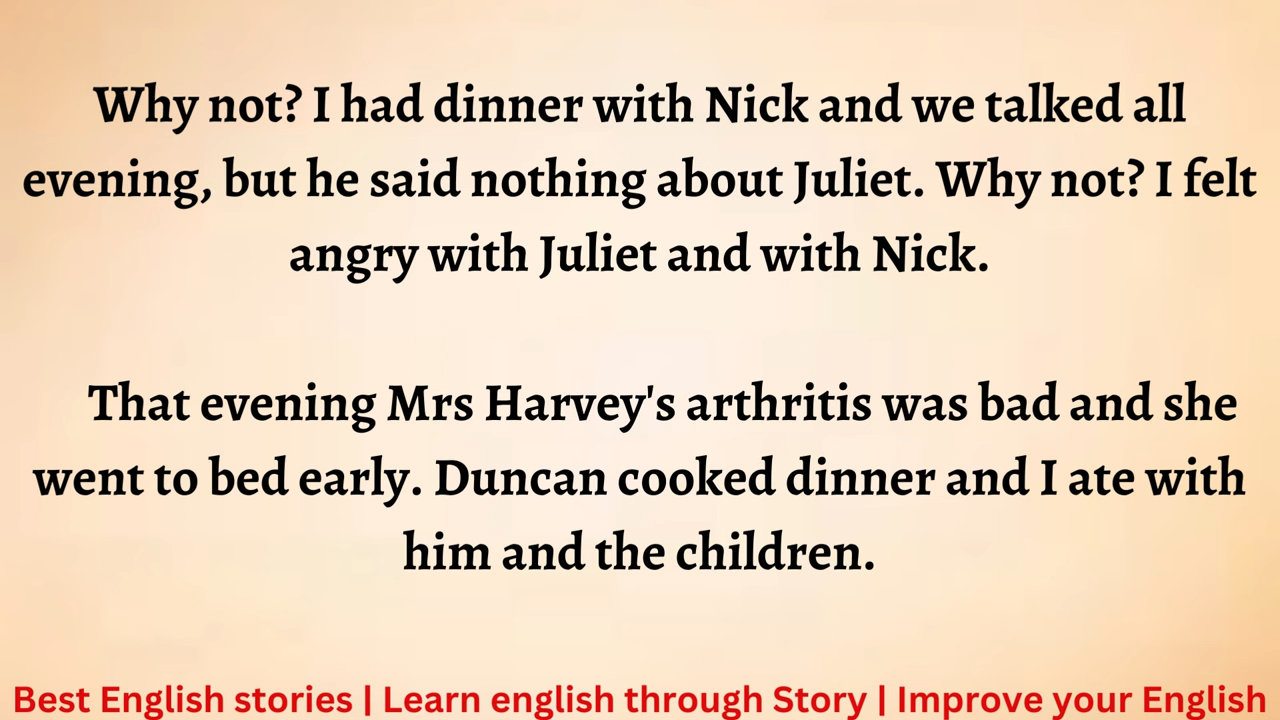 Why not? I had dinner with Nick and we talked all
evening, but he said nothing about Juliet. Why not? I felt
angry with Juliet and with Nick.
That evening Mrs Harvey's arthritis was bad and she
went to bed early. Duncan cooked dinner and I ate with
him and the children.
Best English stories | Learn english through Story | Improve your English